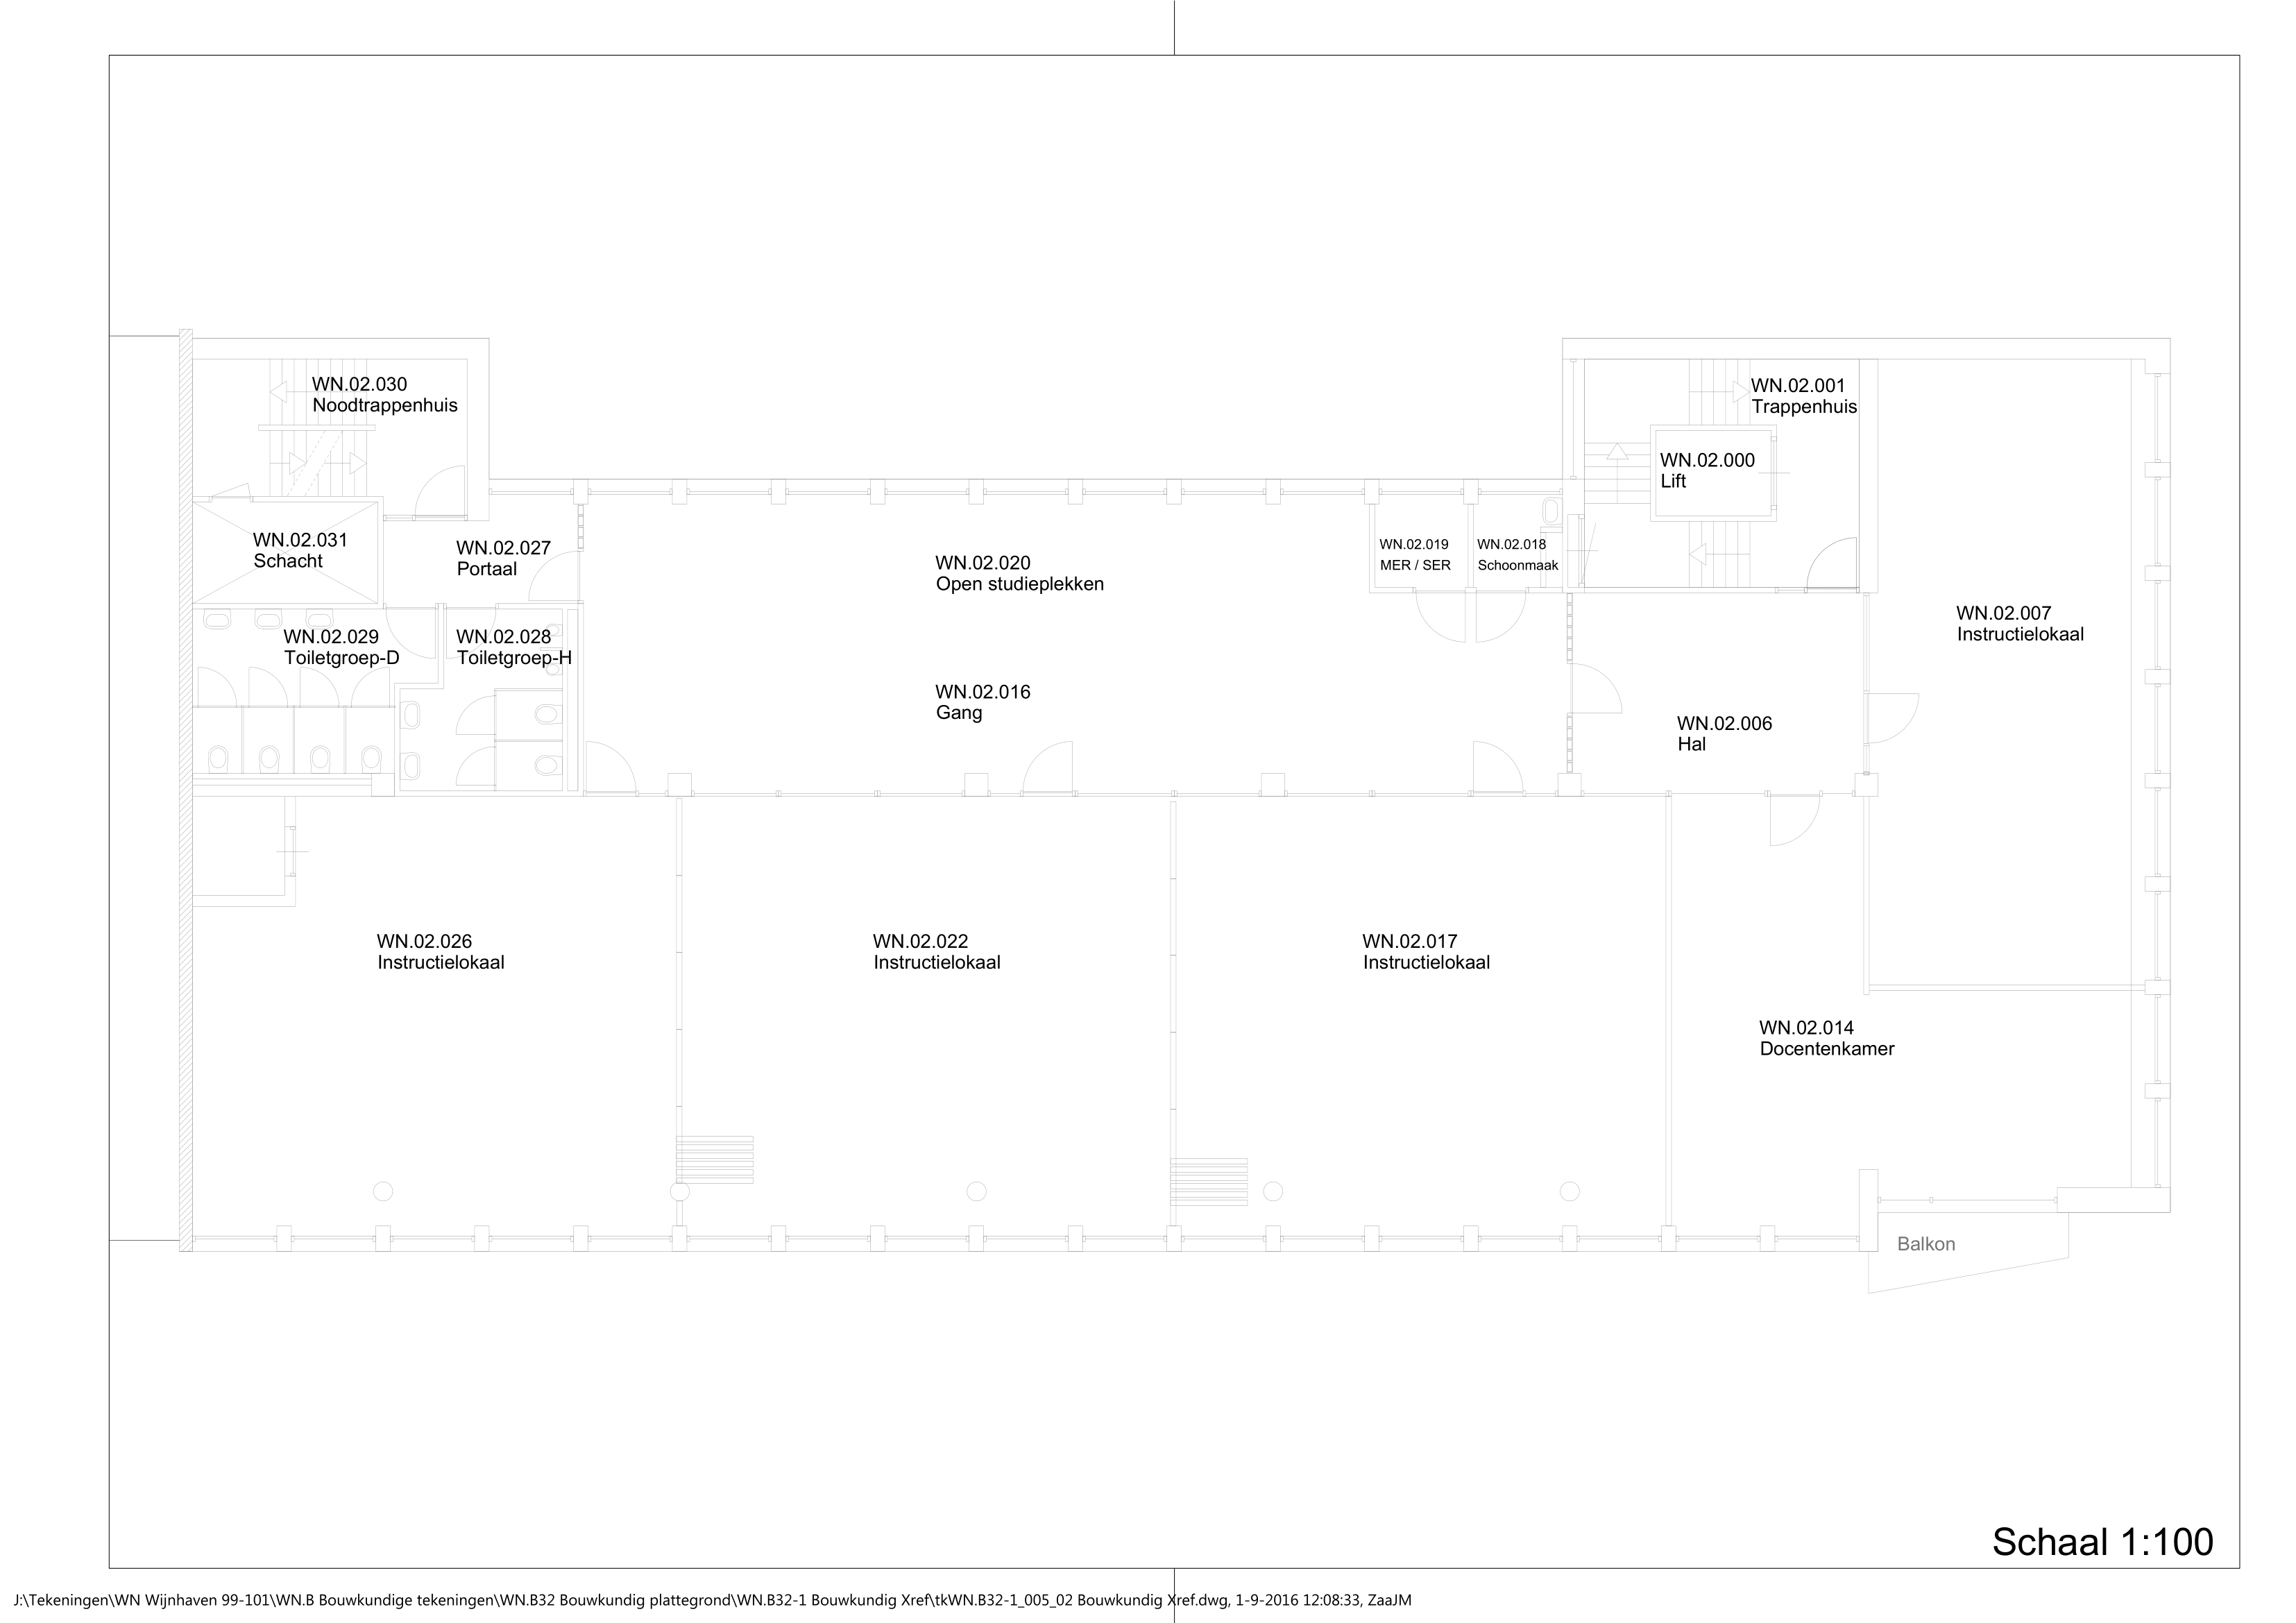 WN.02.030
Noodtrappenhuis
WN.02.001
Trappenhuis
WN.02.000
Lift
WN.02.031
Schacht
WN.02.027
Portaal
WN.02.020
Open studieplekken
WN.02.019
MER / SER
WN.02.018
Schoonmaak
WN.02.007
Instructielokaal
WN.02.029
Toiletgroep-D
WN.02.028
Toiletgroep-H
WN.02.016
Gang
WN.02.006
Hal
WN.02.026
Instructielokaal
WN.02.022
Instructielokaal
WN.02.017
Instructielokaal
WN.02.014
Docentenkamer
Balkon
Schaal 1:100
J:\Tekeningen\WN Wijnhaven 99-101\WN.B Bouwkundige tekeningen\WN.B32 Bouwkundig plattegrond\WN.B32-1 Bouwkundig Xref\tkWN.B32-1_005_02 Bouwkundig Xref.dwg, 1-9-2016 12:08:33, ZaaJM